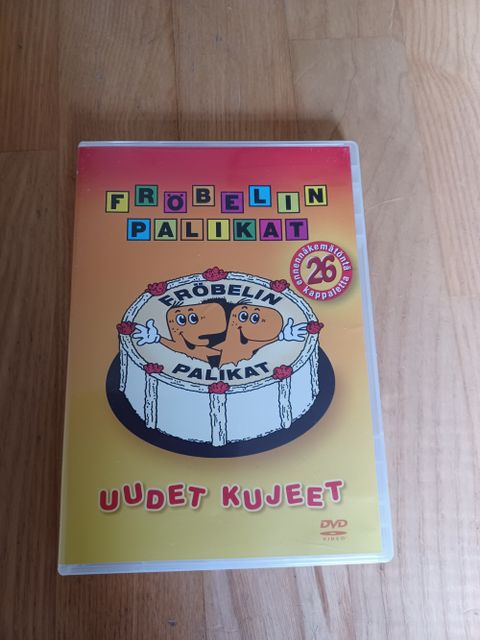 FRÖBELIN
PALIKAT
ennennäkemätöntä
26
kappaletta
FRÖBELIN
PALIKAT
UUDET KUJEET
DVD
VIDEO